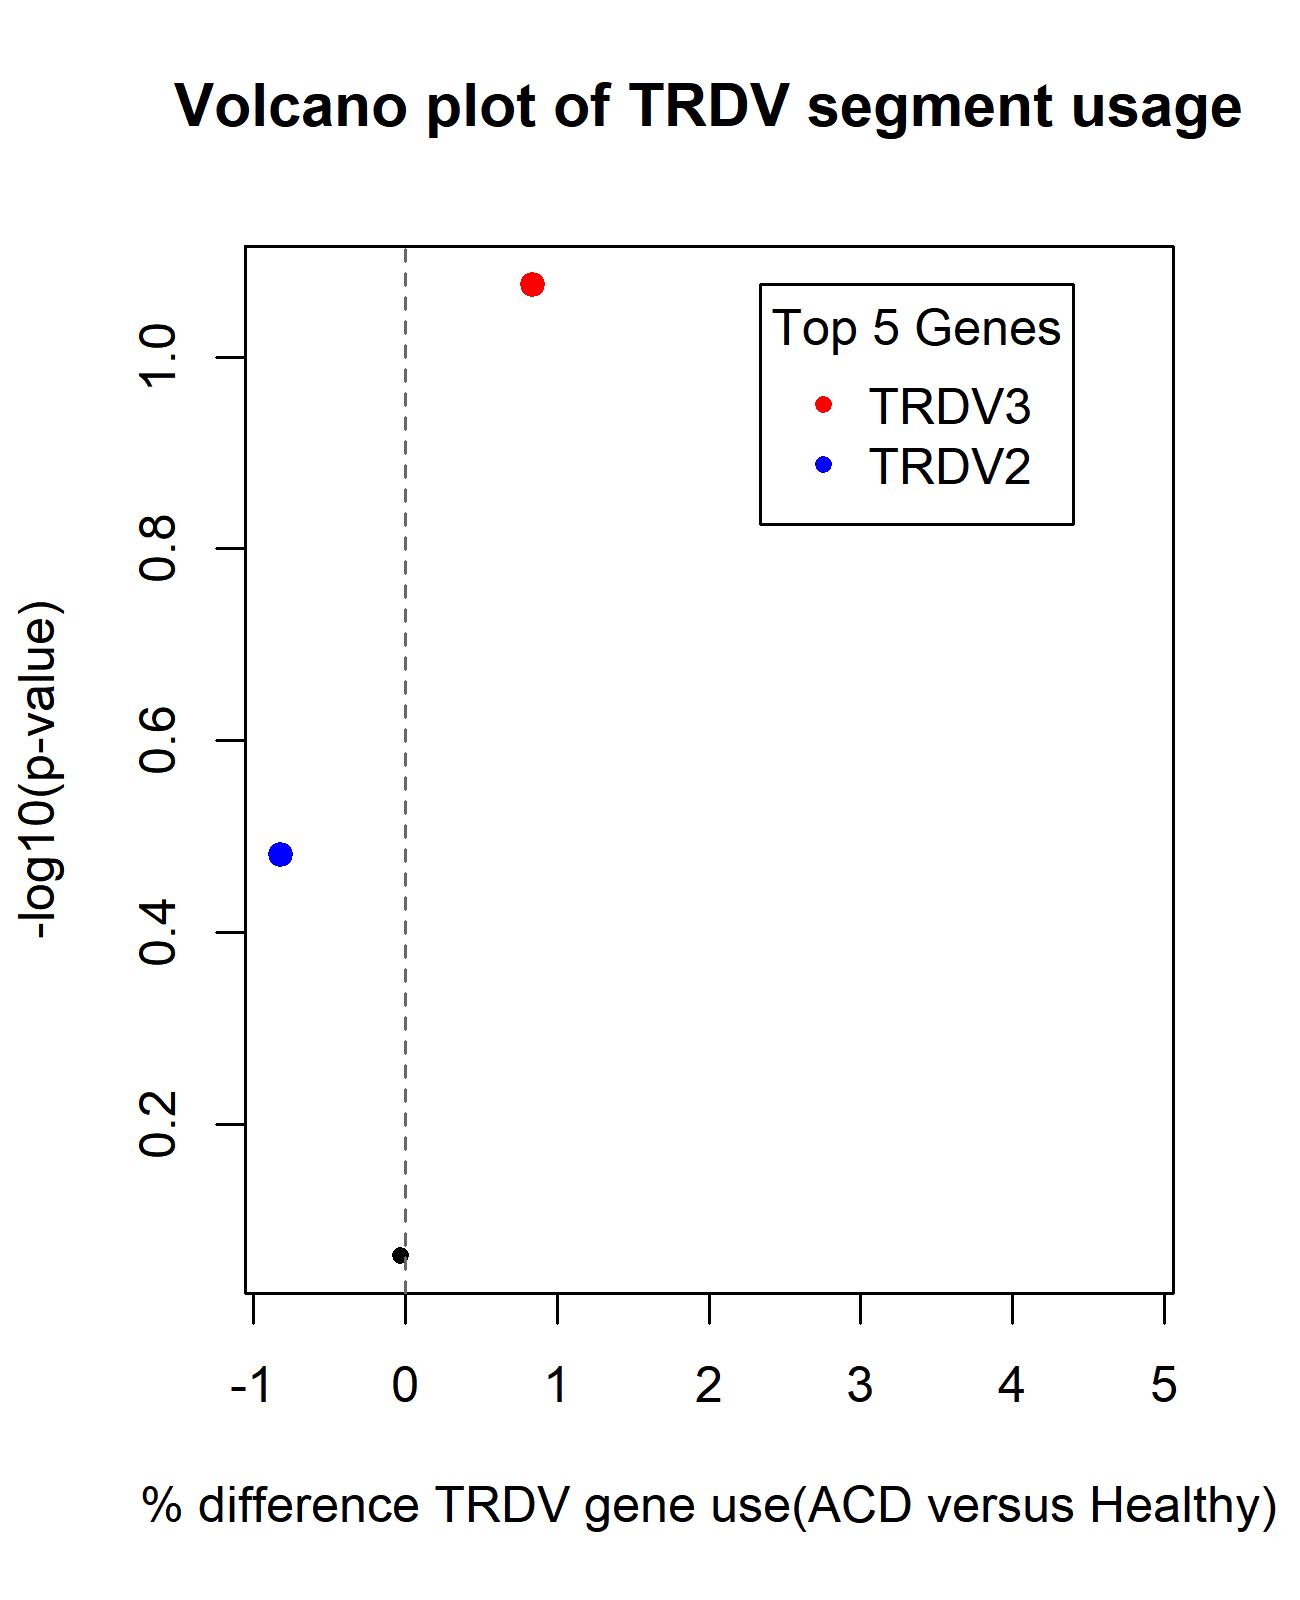 Volcano plot of TRDV segment usage
Top 5 Genes
TRDV3
TRDV2
-log10(p-value)
1.0
0.8
0.6
0.4
0.2
-1 0 1 2 3 4 5
% difference TRDV gene use(ACD versus Healthy)